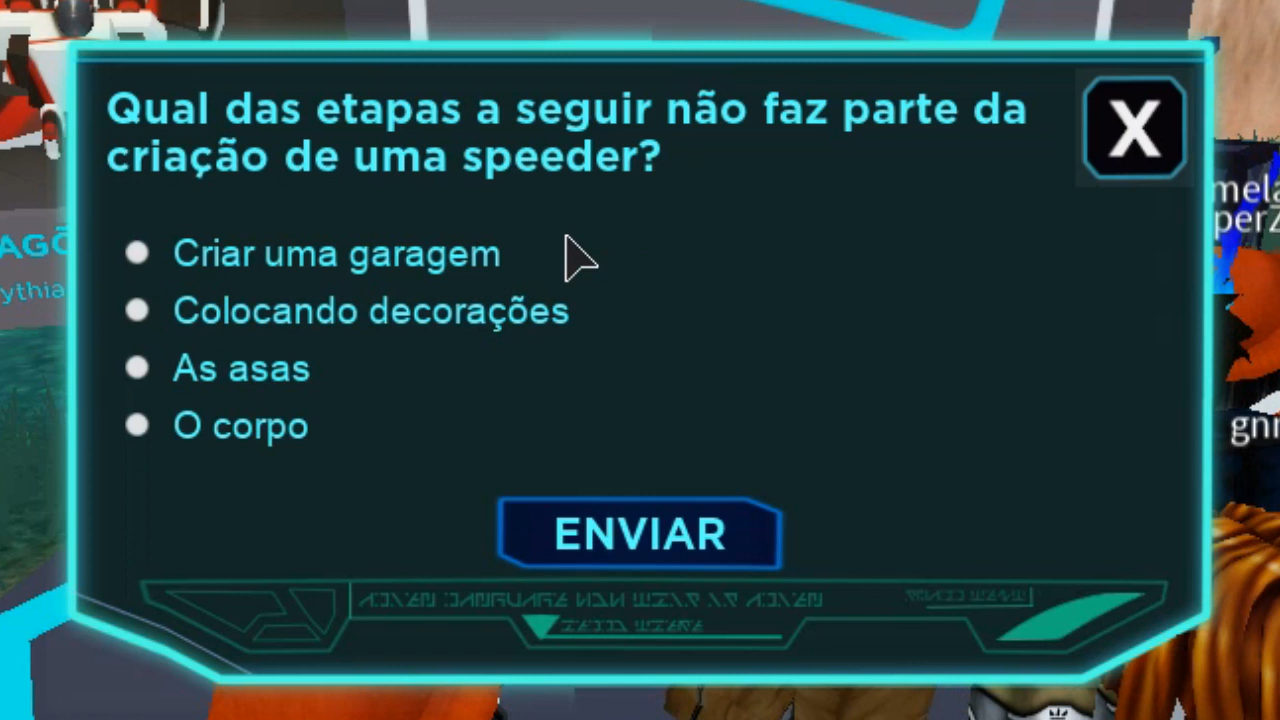 Qual das etapas a seguir não faz parte da
criação de uma speeder?
X
Criar uma garagem
Colocando decorações
As asas
O corpo
ENVIAR